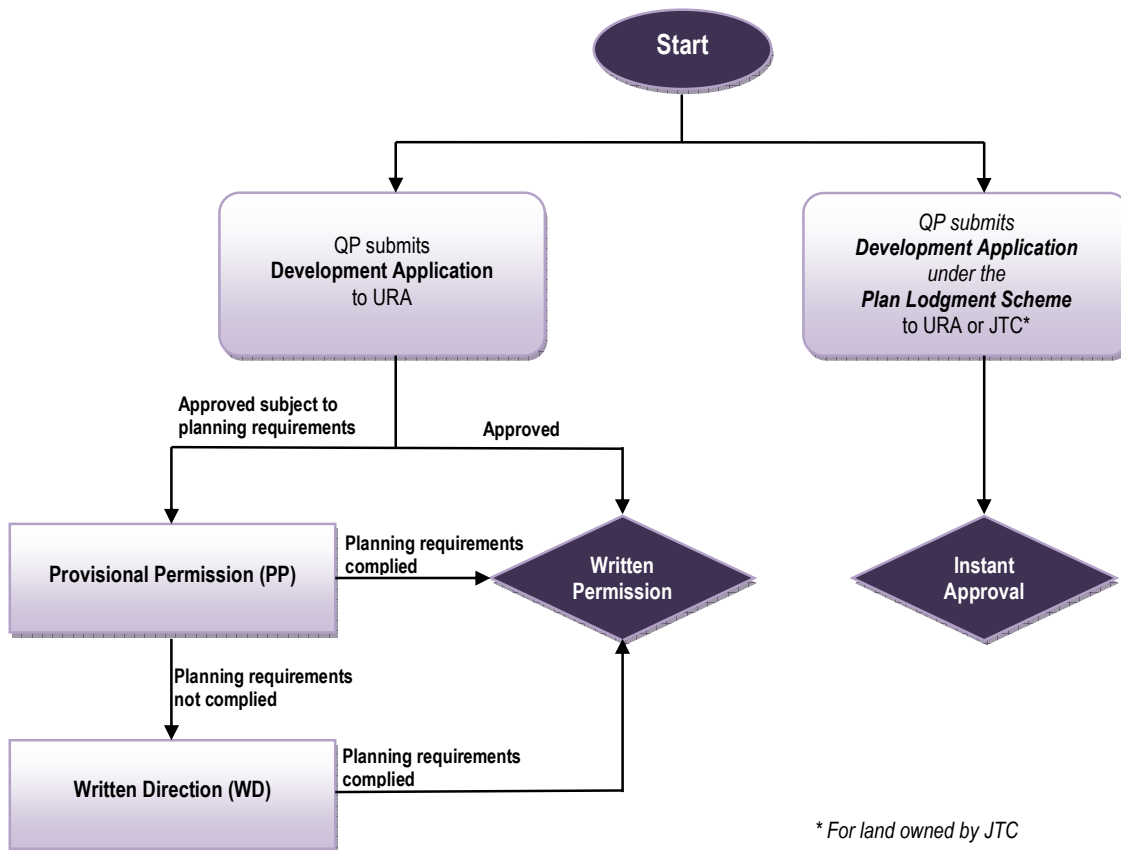 Start
QP submits
Development Application
to URA
QP submits
Development Application
under the
Plan Lodgment Scheme
to URA or JTC*
Approved subject to
planning requirements
Approved
Provisional Permission (PP)
Planning requirements
complied
Written
Permission
Instant
Approval
Planning requirements
not complied
Written Direction (WD)
Planning requirements
complied
* For land owned by JTC